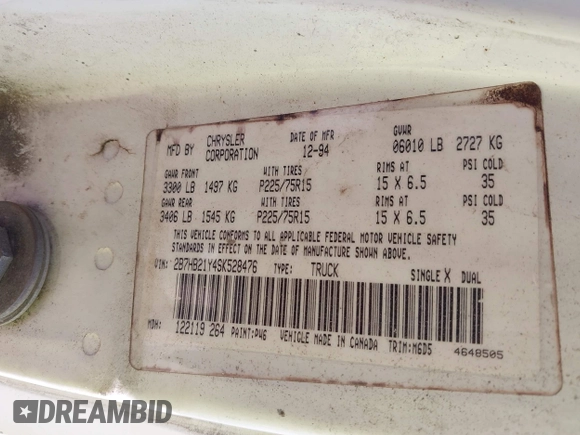 MFD BY CHRYSLER CORPORATION DATE OF MFR 12-94 GVWR 06010 LB 2727 KG
GAWR FRONT WITH TIRES RIMS AT PSI COLD
3300 LB 1497 KG P225/75R15 15 X 6.5 35
GAWR REAR WITH TIRES RIMS AT PSI COLD
3406 LB 1545 KG P225/75R15 15 X 6.5 35
THIS VEHICLE CONFORMS TO ALL APPLICABLE FEDERAL MOTOR VEHICLE SAFETY
STANDARDS IN EFFECT ON THE DATE OF MANUFACTURE SHOWN ABOVE.
VIN: 2B7HB21Y4SK528476 TYPE: TRUCK SINGLE X DUAL
MDH: 122119 264 PAINT: PW6 VEHICLE MADE IN CANADA TRIM: M6D5 4648505
DREAMBID